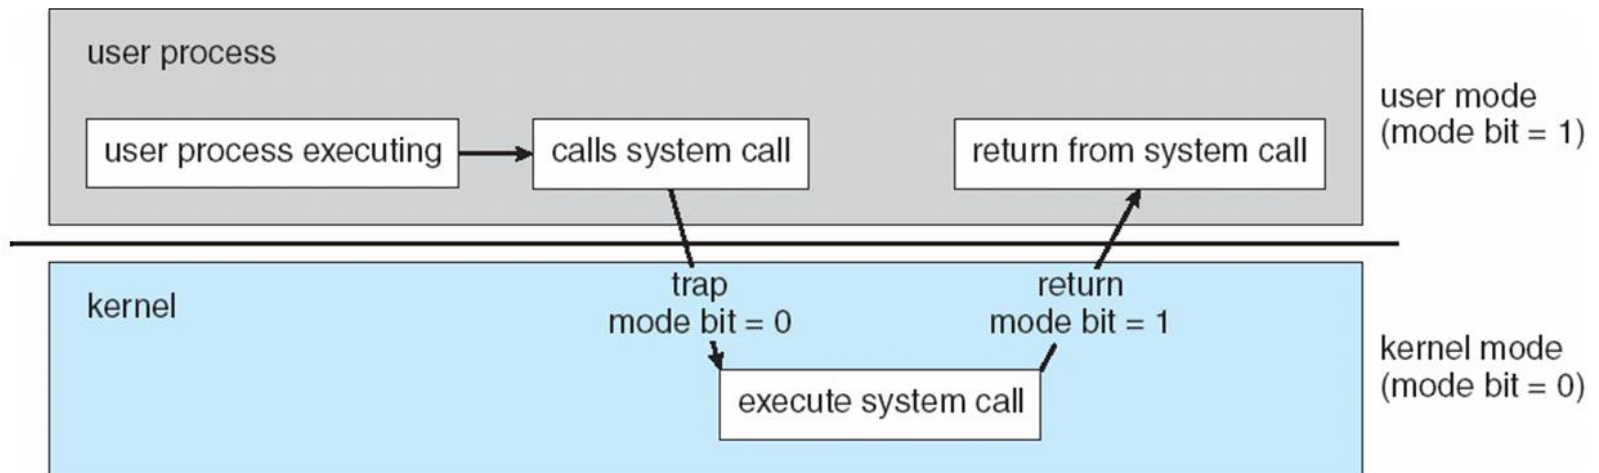 user process
user process executing
calls system call
return from system call
user mode
(mode bit = 1)
kernel
trap
mode bit = 0
return
mode bit = 1
execute system call
kernel mode
(mode bit = 0)